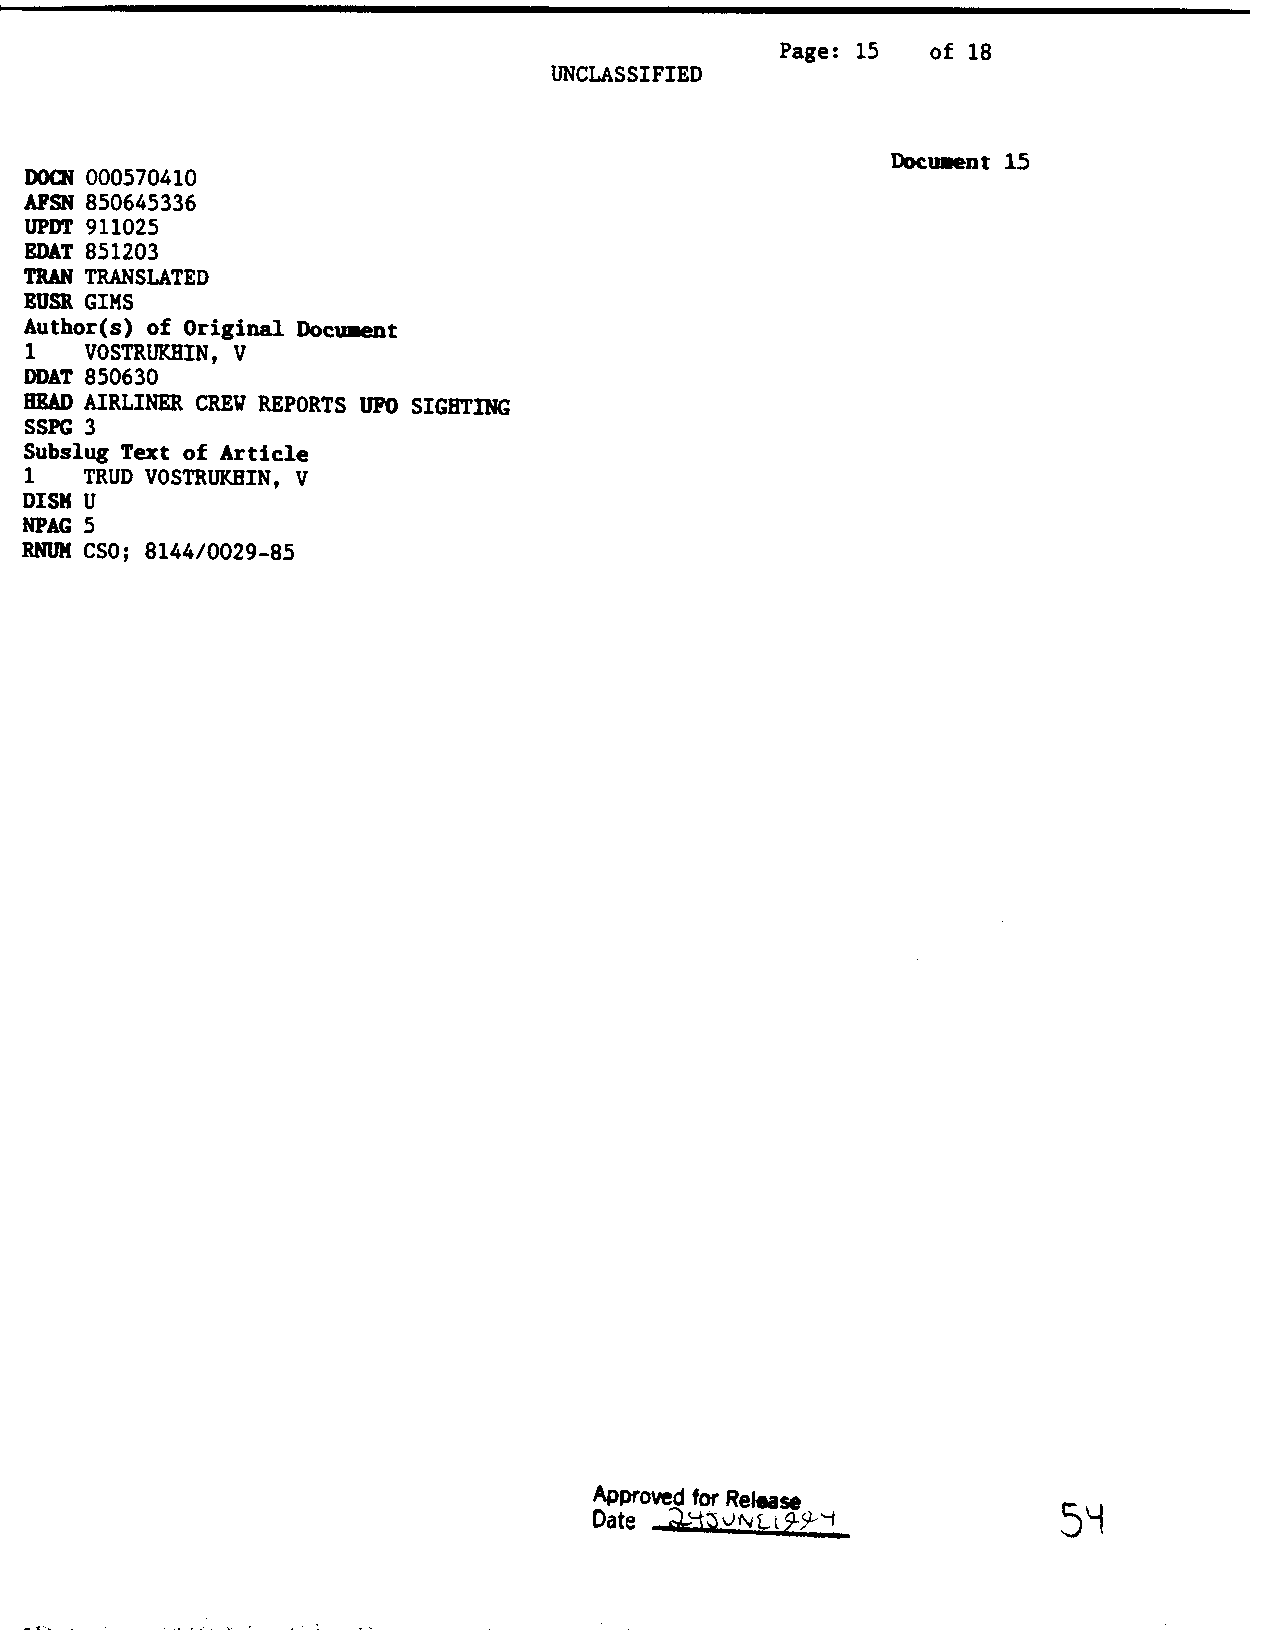 Page: 15 of 18
UNCLASSIFIED
Document 15
DOCN 000570410
AFSN 850645336
UPDT 911025
EDAT 851203
TRAN TRANSLATED
EUSR GIMS
Author(s) of Original Document
1 VOSTRUKHIN, V
DDAT 850630
HEAD AIRLINER CREW REPORTS UFO SIGHTING
SSPG 3
Subslug Text of Article
1 TRUD VOSTRUKHIN, V
DISM U
NPAG 5
RNUM CSO; 8144/0029-85
Approved for Release
Date 24JUNE1994
54